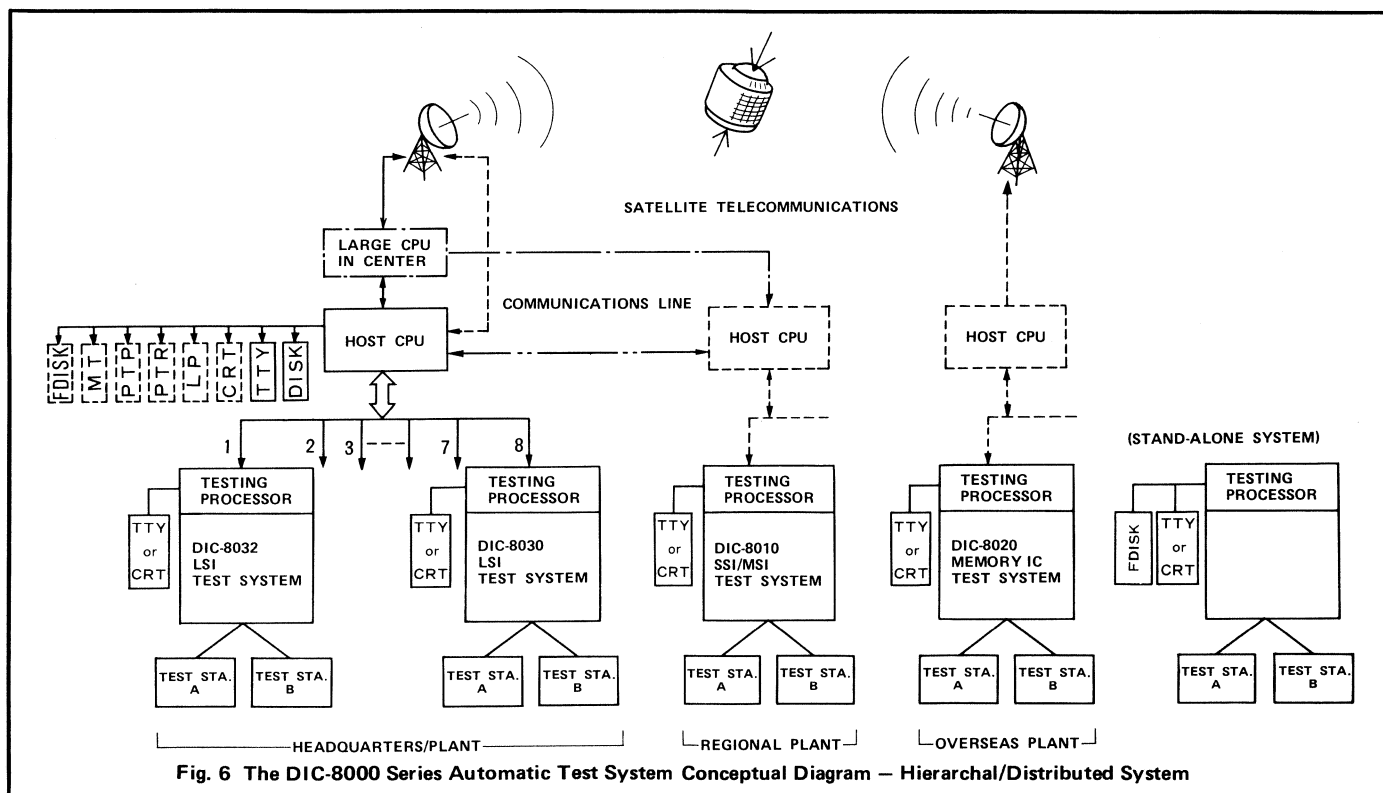 SATELLITE TELECOMMUNICATIONS
LARGE CPU
IN CENTER
COMMUNICATIONS LINE
HOST CPU
HOST CPU
HOST CPU
FDISK
MT
PTP
PTR
LP
CRT
TTY
DISK
1
2
3
7
8
(STAND-ALONE SYSTEM)
TESTING
PROCESSOR
TTY
or
CRT
DIC-8032
LSI
TEST SYSTEM
TESTING
PROCESSOR
TTY
or
CRT
DIC-8030
LSI
TEST SYSTEM
TESTING
PROCESSOR
TTY
or
CRT
DIC-8010
SSI/MSI
TEST SYSTEM
TESTING
PROCESSOR
TTY
or
CRT
DIC-8020
MEMORY IC
TEST SYSTEM
TESTING
PROCESSOR
FDISK
TTY
or
CRT
TEST STA.
A
TEST STA.
B
TEST STA.
A
TEST STA.
B
TEST STA.
A
TEST STA.
B
TEST STA.
A
TEST STA.
B
TEST STA.
A
TEST STA.
B
HEADQUARTERS/PLANT
REGIONAL PLANT
OVERSEAS PLANT
Fig. 6 The DIC-8000 Series Automatic Test System Conceptual Diagram – Hierarchal/Distributed System